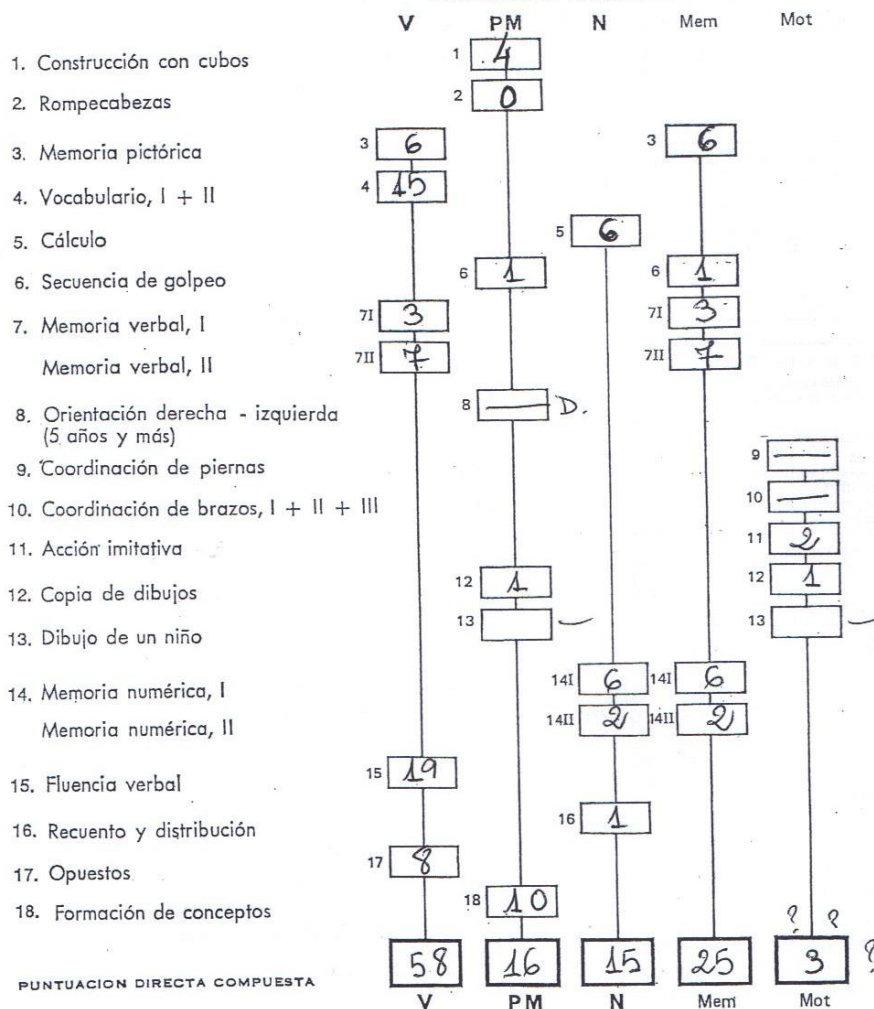 V PM N Mem Mot
1. Construcción con cubos 1 4
2. Rompecabezas 2 0
3. Memoria pictórica 3 6 3 6
4. Vocabulario, I + II 4 15
5. Cálculo 5 6
6. Secuencia de golpeo 6 1 6 1
7. Memoria verbal, I 7I 3 7I 3
Memoria verbal, II 7II 7 7II 7
8. Orientación derecha - izquierda 8 — D.
(5 años y más)
9. Coordinación de piernas 9 —
10. Coordinación de brazos, I + II + III 10 —
11. Acción imitativa 11 2
12. Copia de dibujos 12 1 12 1
13. Dibujo de un niño 13 — 13 —
14. Memoria numérica, I 14I 6 14I 6
Memoria numérica, II 14II 2 14II 2
15. Fluencia verbal 15 19
16. Recuento y distribución 16 1
17. Opuestos 17 8
18. Formación de conceptos 18 10
? ?
PUNTUACION DIRECTA COMPUESTA 58 16 15 25 3 ?
V PM N Mem Mot